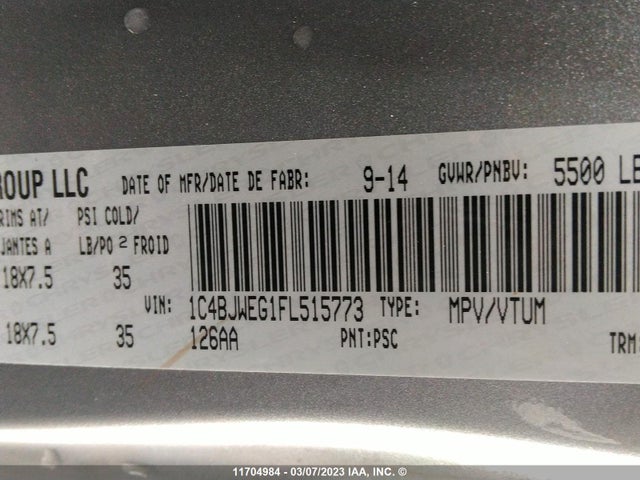 ROUP LLC DATE OF MFR/DATE DE FABR: 9-14 GVWR/PNBV: 5500 LB
RIMS AT/ PSI COLD/
JANTES A LB/PO 2 FROID
18X7.5 35
VIN: 1C4BJWEG1FL515773 TYPE: MPV/VTUM
18X7.5 35 126AA PNT:PSC TRM:
11704984 - 03/07/2023 IAA, INC. ©